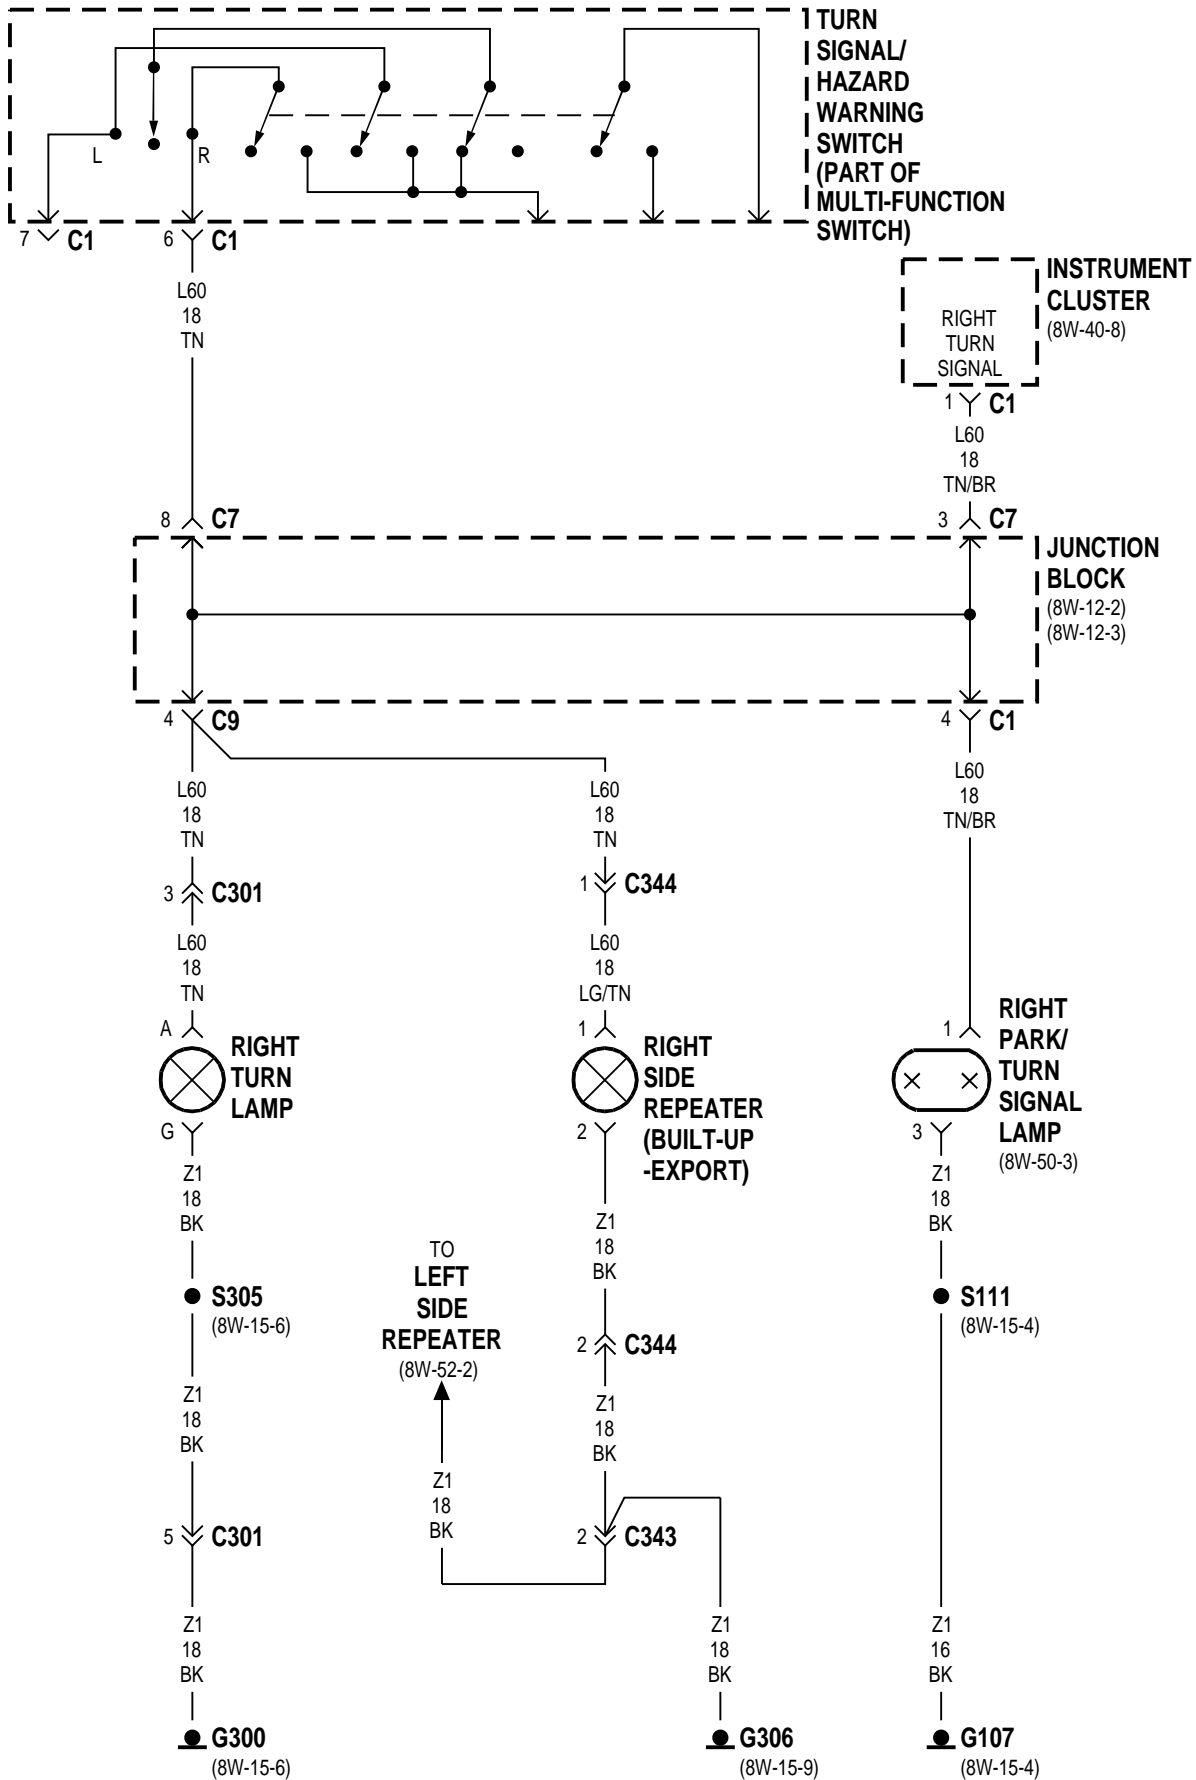 TURN
SIGNAL/
HAZARD
WARNING
SWITCH
(PART OF
MULTI-FUNCTION
SWITCH)
L
R
7 C1
6 C1
L60
18
TN
INSTRUMENT
CLUSTER
(8W-40-8)
RIGHT
TURN
SIGNAL
1 C1
L60
18
TN/BR
8 C7
3 C7
JUNCTION
BLOCK
(8W-12-2)
(8W-12-3)
4 C9
4 C1
L60
18
TN
L60
18
TN
L60
18
TN/BR
3 C301
1 C344
L60
18
TN
L60
18
LG/TN
A
RIGHT
TURN
LAMP
G
1
RIGHT
SIDE
REPEATER
(BUILT-UP
-EXPORT)
2
1
RIGHT
PARK/
TURN
SIGNAL
LAMP
(8W-50-3)
3
Z1
18
BK
Z1
18
BK
Z1
18
BK
S305
(8W-15-6)
TO
LEFT
SIDE
REPEATER
(8W-52-2)
2 C344
S111
(8W-15-4)
Z1
18
BK
Z1
18
BK
Z1
18
BK
5 C301
2 C343
Z1
18
BK
Z1
18
BK
Z1
16
BK
G300
(8W-15-6)
G306
(8W-15-9)
G107
(8W-15-4)